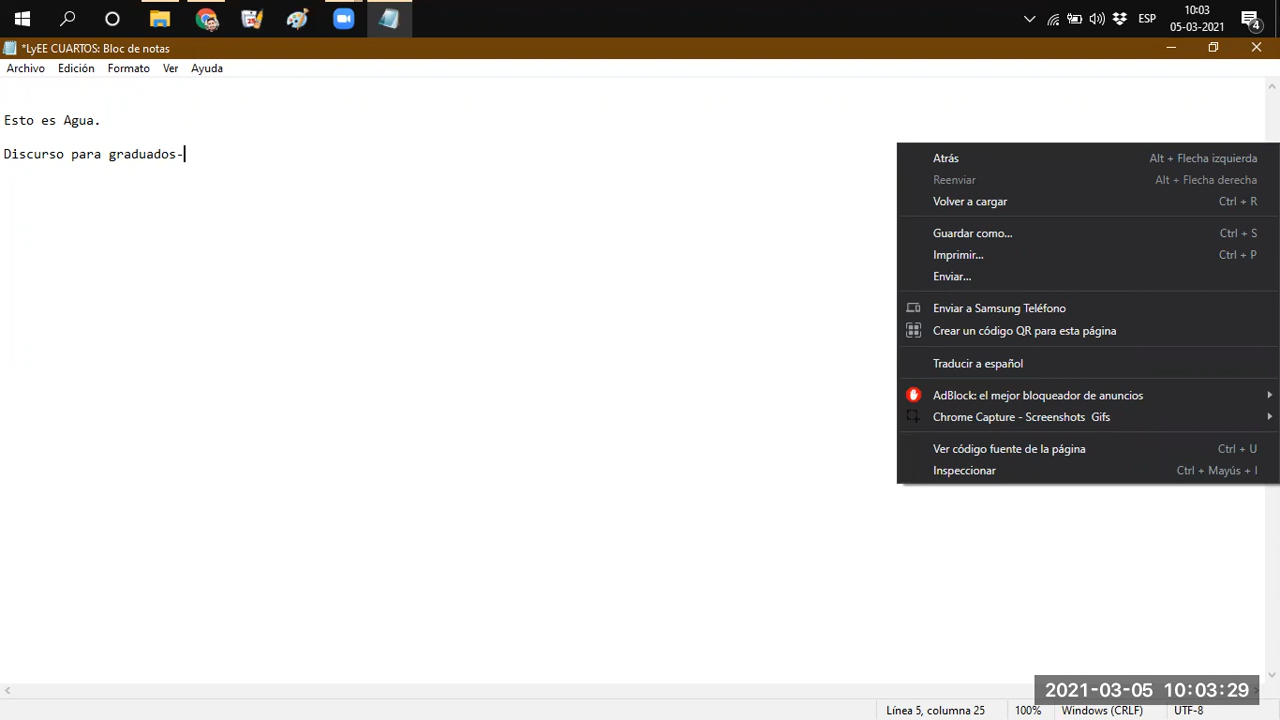 10:03
ESP
05-03-2021
4
*LyEE CUARTOS: Bloc de notas
Archivo Edición Formato Ver Ayuda
Esto es Agua.
Discurso para graduados-
Atrás Alt + Flecha izquierda
Reenviar Alt + Flecha derecha
Volver a cargar Ctrl + R
Guardar como... Ctrl + S
Imprimir... Ctrl + P
Enviar...
Enviar a Samsung Teléfono
Crear un código QR para esta página
Traducir a español
AdBlock: el mejor bloqueador de anuncios
Chrome Capture - Screenshots Gifs
Ver código fuente de la página Ctrl + U
Inspeccionar Ctrl + Mayús + I
2021-03-05 10:03:29
Línea 5, columna 25 100% Windows (CRLF) UTF-8